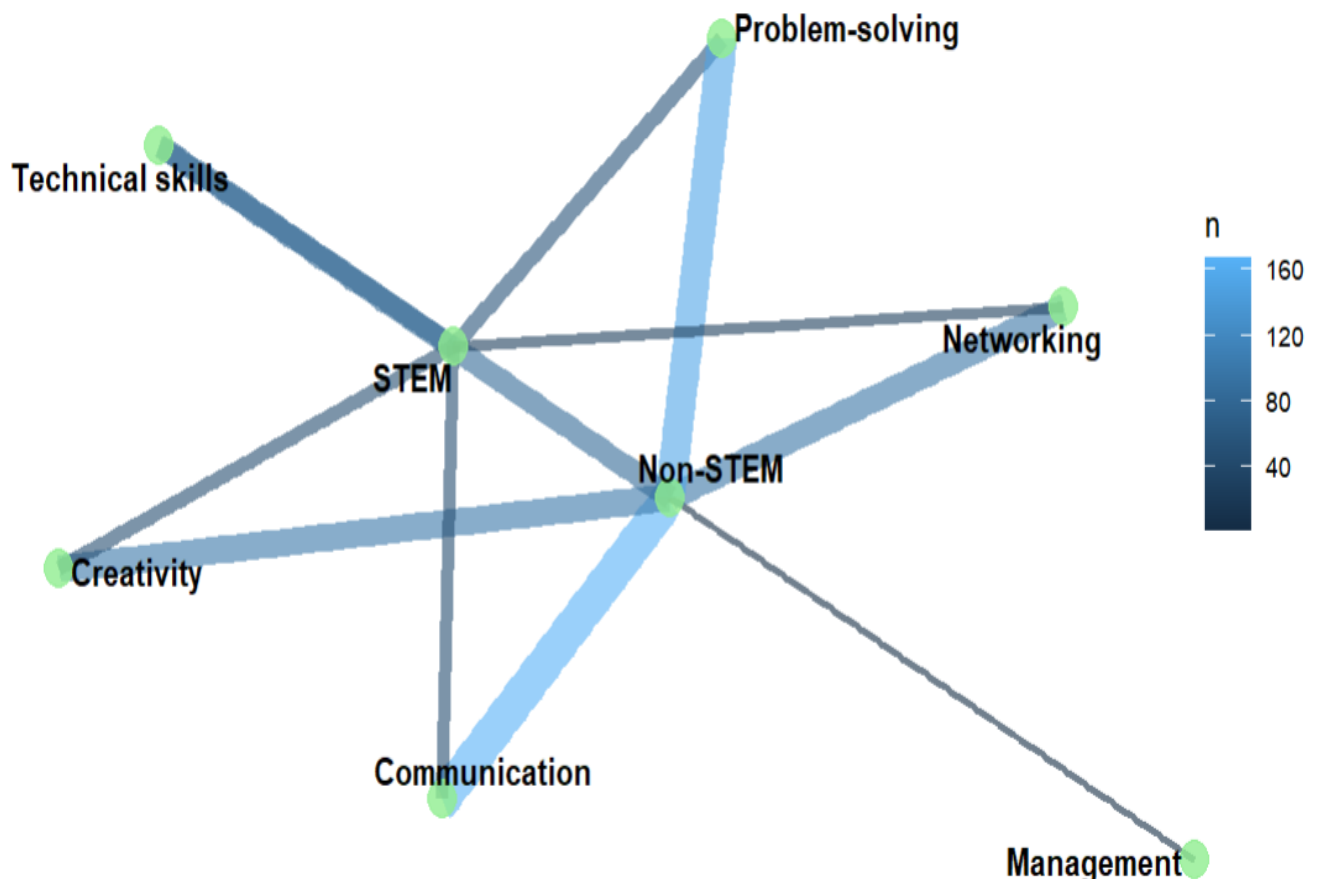 Problem-solving
Technical skills
n
160
Networking
120
STEM
80
Non-STEM
40
Creativity
Communication
Management